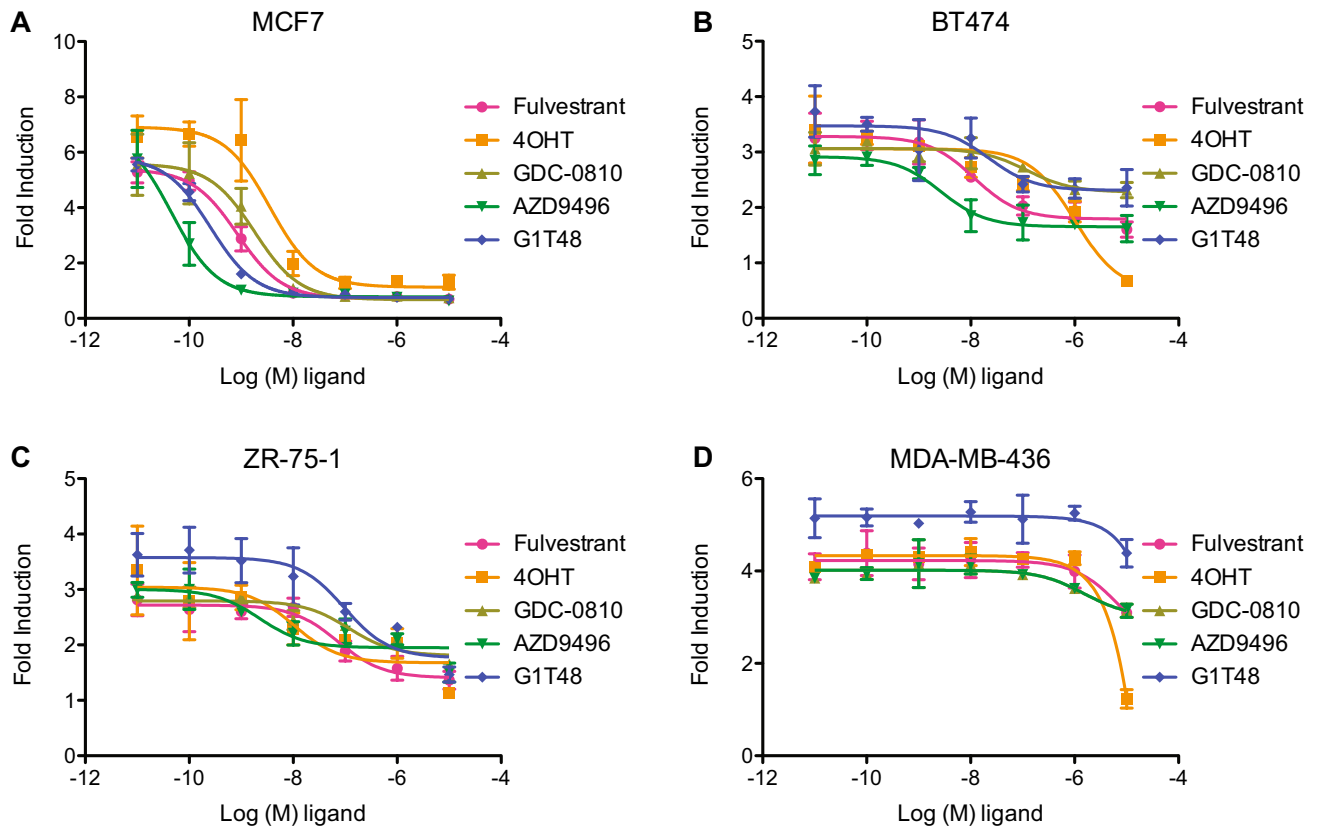 A
MCF7
Fold Induction
10
8
6
4
2
0
-12
-10
-8
-6
-4
Log (M) ligand
Fulvestrant
4OHT
GDC-0810
AZD9496
G1T48
B
BT474
Fold Induction
5
4
3
2
1
0
-12
-10
-8
-6
-4
Log (M) ligand
Fulvestrant
4OHT
GDC-0810
AZD9496
G1T48
C
ZR-75-1
Fold Induction
5
4
3
2
1
0
-12
-10
-8
-6
-4
Log (M) ligand
Fulvestrant
4OHT
GDC-0810
AZD9496
G1T48
D
MDA-MB-436
Fold Induction
6
4
2
0
-12
-10
-8
-6
-4
Log (M) ligand
Fulvestrant
4OHT
GDC-0810
AZD9496
G1T48